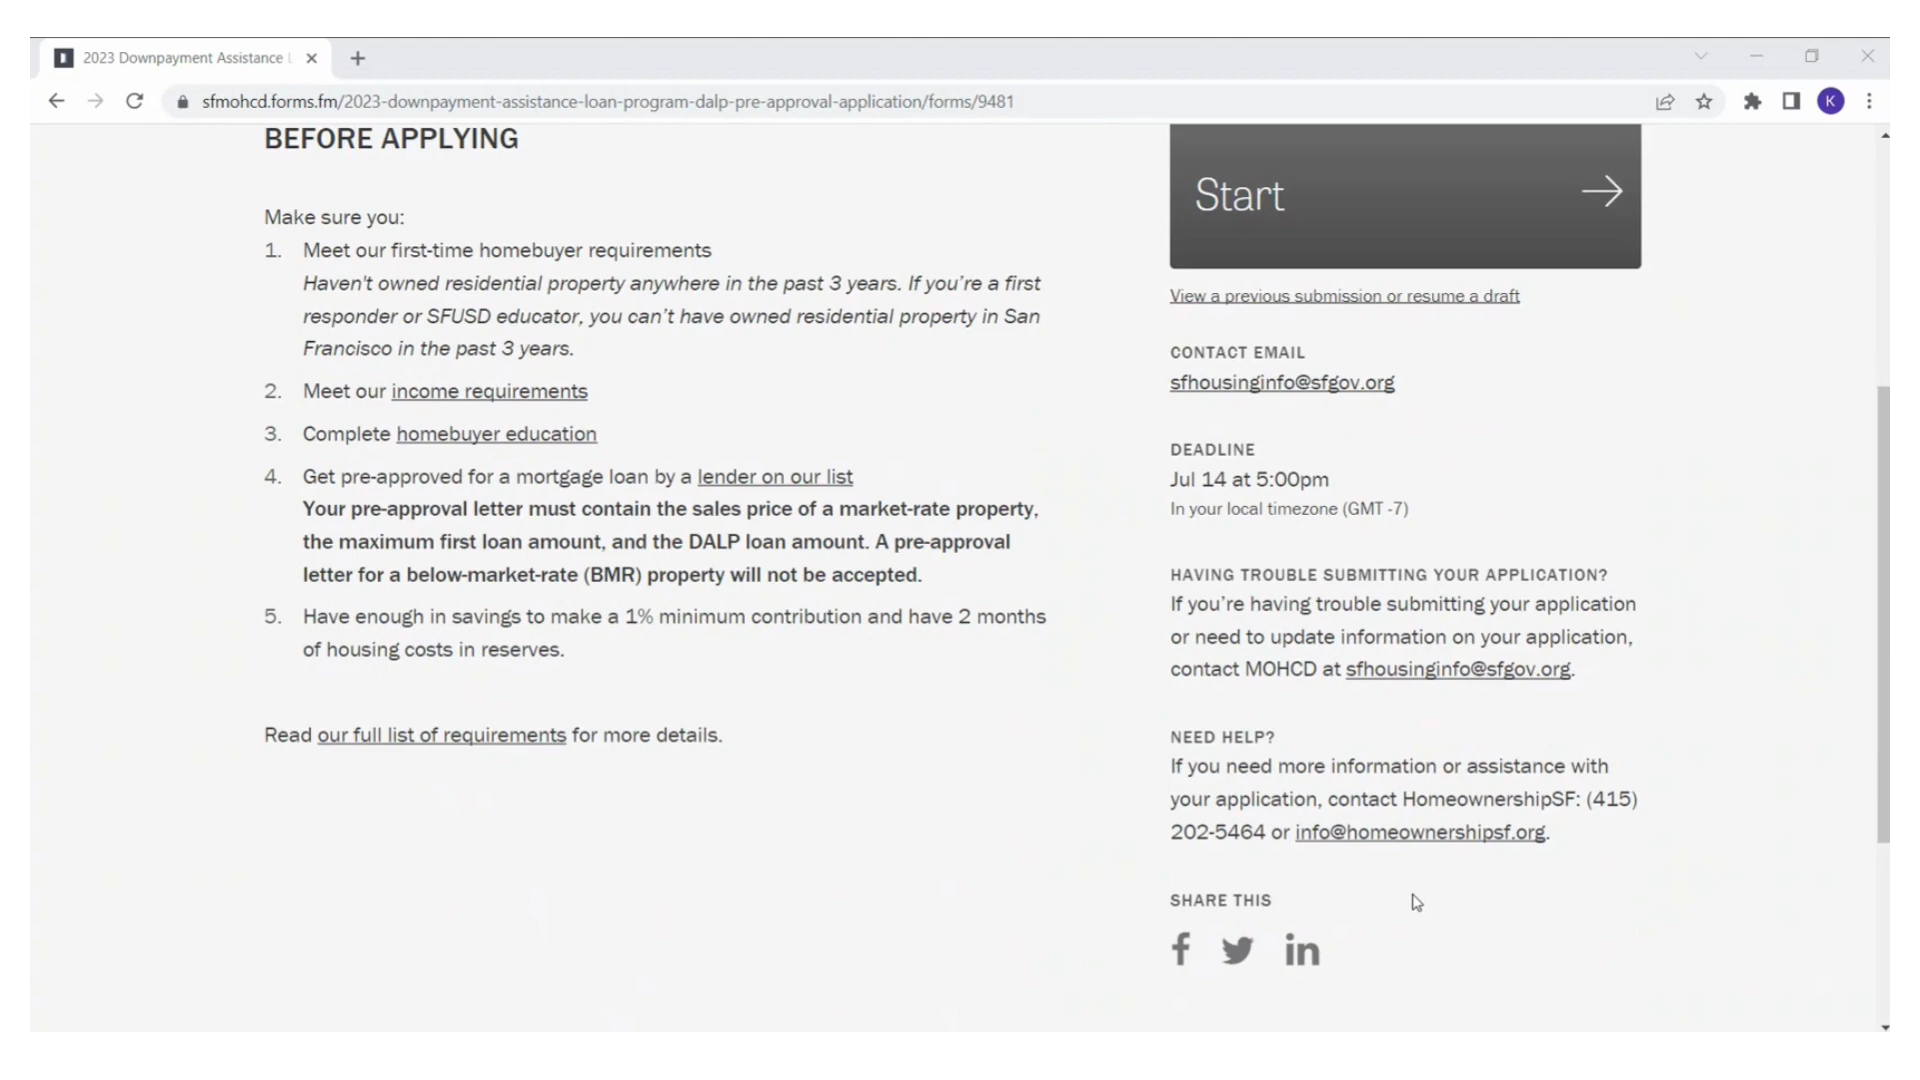 2023 Downpayment Assistance
sfmohcd.forms.fm/2023-downpayment-assistance-loan-program-dalp-pre-approval-application/forms/9481
K
BEFORE APPLYING
Make sure you:
1. Meet our first-time homebuyer requirements
Haven't owned residential property anywhere in the past 3 years. If you’re a first
responder or SFUSD educator, you can’t have owned residential property in San
Francisco in the past 3 years.
2. Meet our income requirements
3. Complete homebuyer education
4. Get pre-approved for a mortgage loan by a lender on our list
Your pre-approval letter must contain the sales price of a market-rate property,
the maximum first loan amount, and the DALP loan amount. A pre-approval
letter for a below-market-rate (BMR) property will not be accepted.
5. Have enough in savings to make a 1% minimum contribution and have 2 months
of housing costs in reserves.
Read our full list of requirements for more details.
Start
View a previous submission or resume a draft
CONTACT EMAIL
sfhousinginfo@sfgov.org
DEADLINE
Jul 14 at 5:00pm
In your local timezone (GMT -7)
HAVING TROUBLE SUBMITTING YOUR APPLICATION?
If you’re having trouble submitting your application
or need to update information on your application,
contact MOHCD at sfhousinginfo@sfgov.org.
NEED HELP?
If you need more information or assistance with
your application, contact HomeownershipSF: (415)
202-5464 or info@homeownershipsf.org.
SHARE THIS